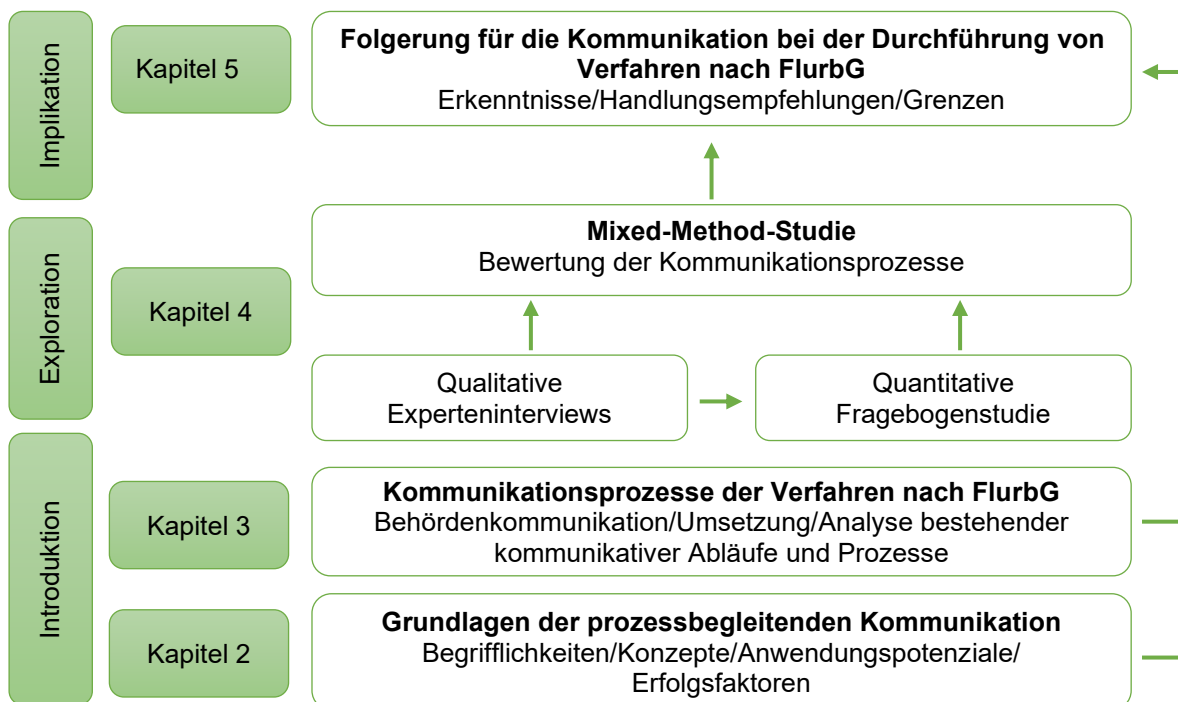 Implikation
Kapitel 5
Folgerung für die Kommunikation bei der Durchführung von
Verfahren nach FlurbG
Erkenntnisse/Handlungsempfehlungen/Grenzen
Exploration
Kapitel 4
Mixed-Method-Studie
Bewertung der Kommunikationsprozesse
Qualitative
Experteninterviews
Quantitative
Fragebogenstudie
Introduktion
Kapitel 3
Kommunikationsprozesse der Verfahren nach FlurbG
Behördenkommunikation/Umsetzung/Analyse bestehender
kommunikativer Abläufe und Prozesse
Kapitel 2
Grundlagen der prozessbegleitenden Kommunikation
Begrifflichkeiten/Konzepte/Anwendungspotenziale/
Erfolgsfaktoren